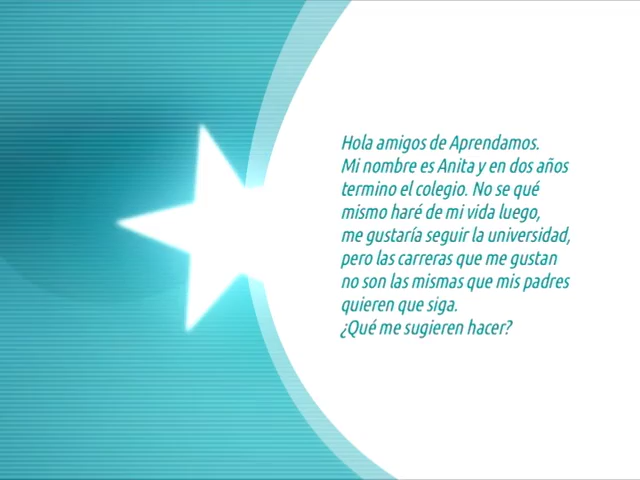 Hola amigos de Aprendamos.
Mi nombre es Anita y en dos años
termino el colegio. No se qué
mismo haré de mi vida luego,
me gustaría seguir la universidad,
pero las carreras que me gustan
no son las mismas que mis padres
quieren que siga.
¿Qué me sugieren hacer?